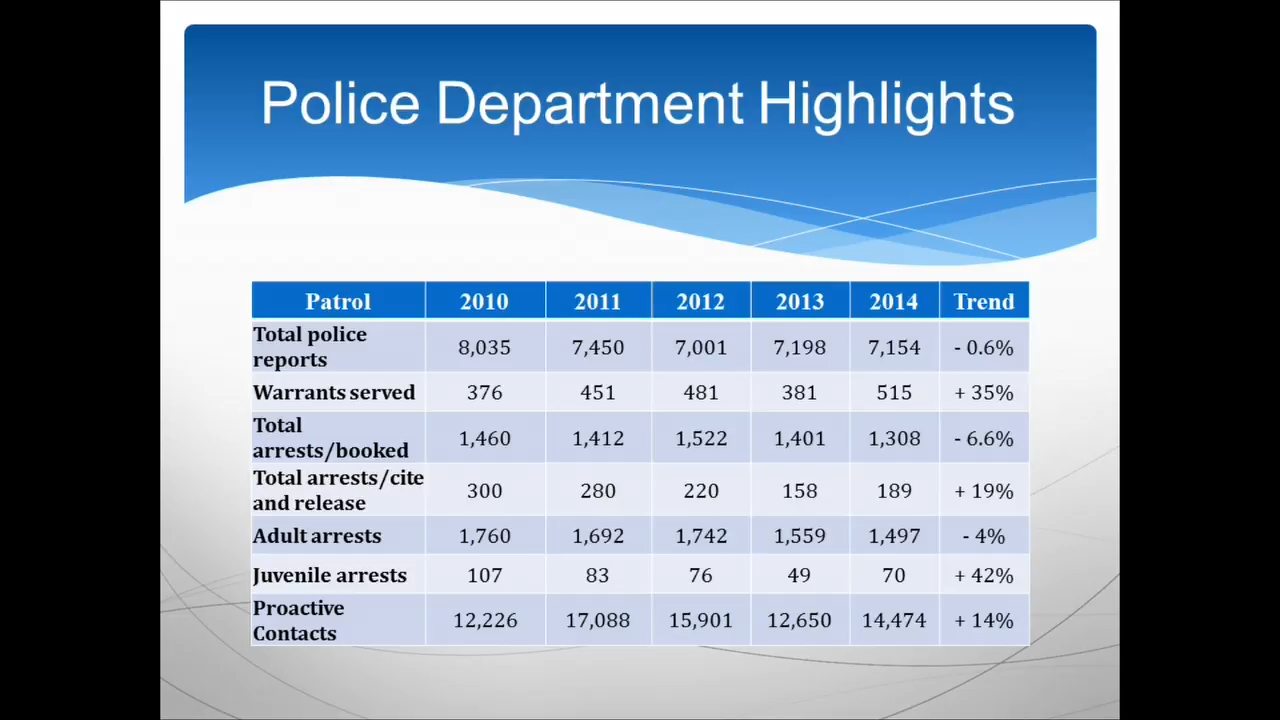 Police Department Highlights
Patrol 2010 2011 2012 2013 2014 Trend
Total police
reports 8,035 7,450 7,001 7,198 7,154 - 0.6%
Warrants served 376 451 481 381 515 + 35%
Total
arrests/booked 1,460 1,412 1,522 1,401 1,308 - 6.6%
Total arrests/cite
and release 300 280 220 158 189 + 19%
Adult arrests 1,760 1,692 1,742 1,559 1,497 - 4%
Juvenile arrests 107 83 76 49 70 + 42%
Proactive
Contacts 12,226 17,088 15,901 12,650 14,474 + 14%